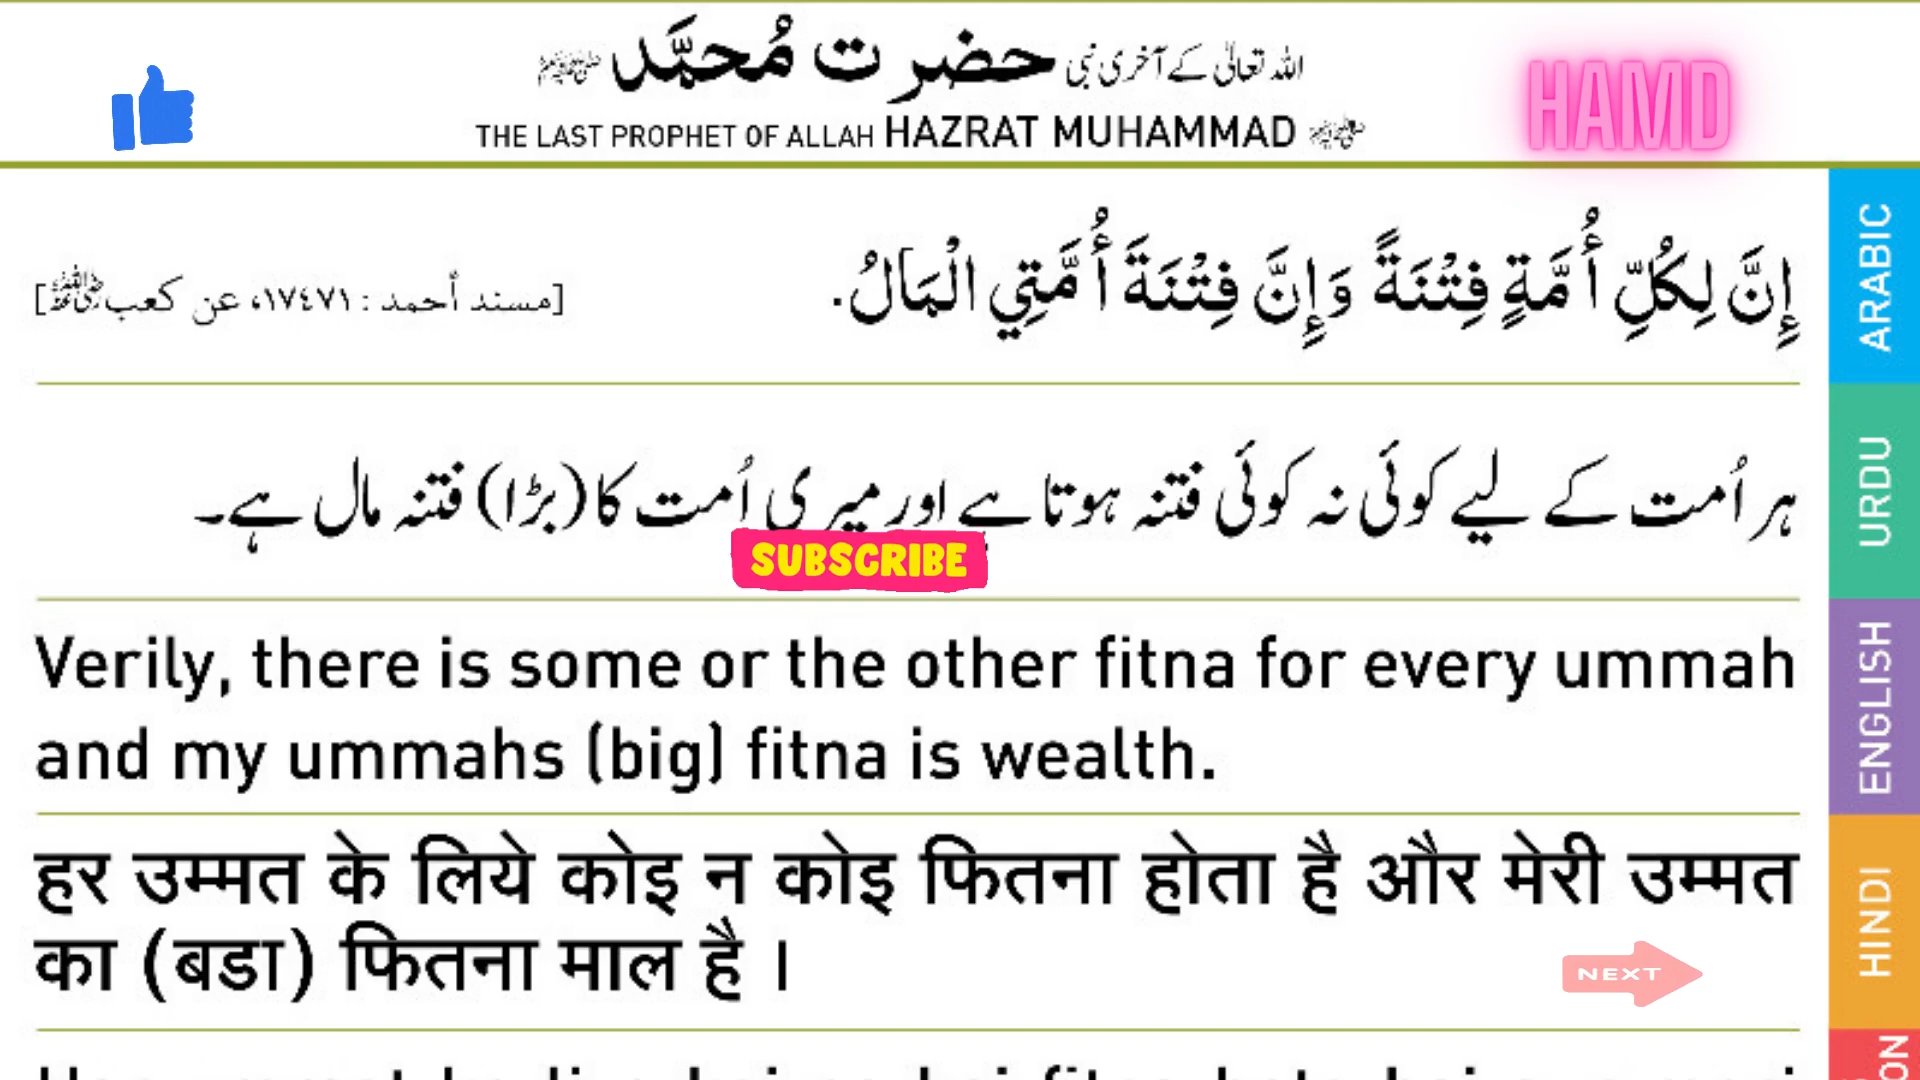 اللہ تعالیٰ کے آخری نبی حضرت مُحمَّد ﷺ
THE LAST PROPHET OF ALLAH HAZRAT MUHAMMAD ﷺ
HAMD
ARABIC
إِنَّ لِكُلِّ أُمَّةٍ فِتْنَةً وَإِنَّ فِتْنَةَ أُمَّتِي الْمَالُ.
[مسند أحمد : ١٧٤٧١، عن كعب رضي الله عنه]
URDU
ہر اُمت کے لیے کوئی نہ کوئی فتنہ ہوتا ہے اور میری اُمت کا (بڑا) فتنہ مال ہے۔
SUBSCRIBE
ENGLISH
Verily, there is some or the other fitna for every ummah
and my ummahs (big) fitna is wealth.
HINDI
हर उम्मत के लिये कोइ न कोइ फितना होता है और मेरी उम्मत
का (बडा) फितना माल है ।
NEXT